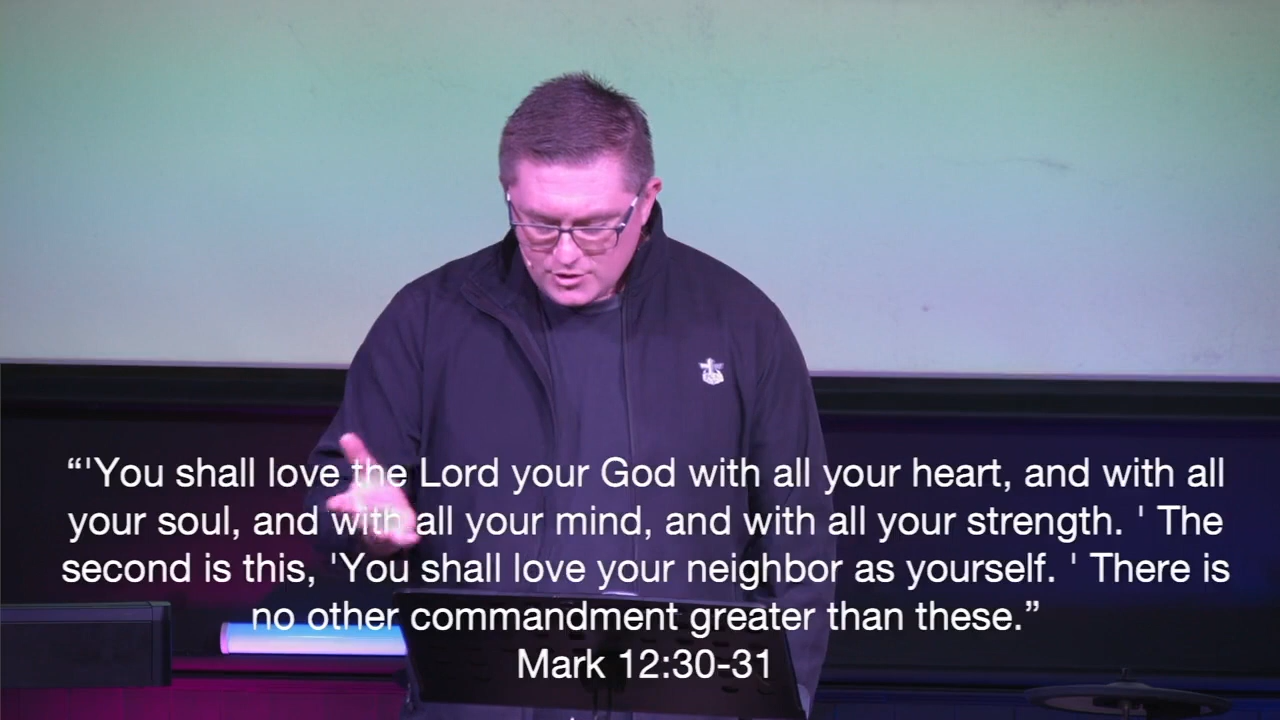 “'You shall love the Lord your God with all your heart, and with all
your soul, and with all your mind, and with all your strength. ' The
second is this, 'You shall love your neighbor as yourself. ' There is
no other commandment greater than these.”
Mark 12:30-31